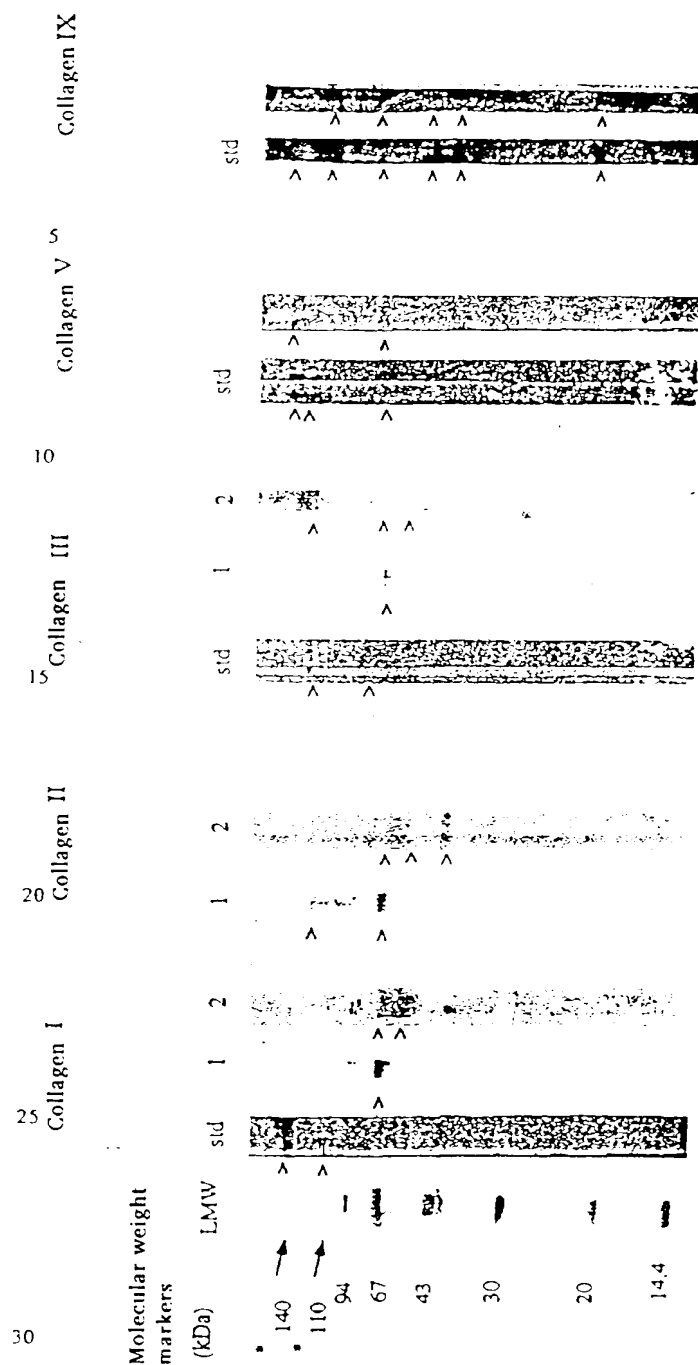 Collagen IX
std
5
Collagen V
std
10
2
1
Collagen III
std
15
Collagen II
2
1
20
Collagen I
2
1
std
25
Molecular weight
markers
(kDa)
LMW
* 140
* 110
94
67
43
30
20
14.4
30